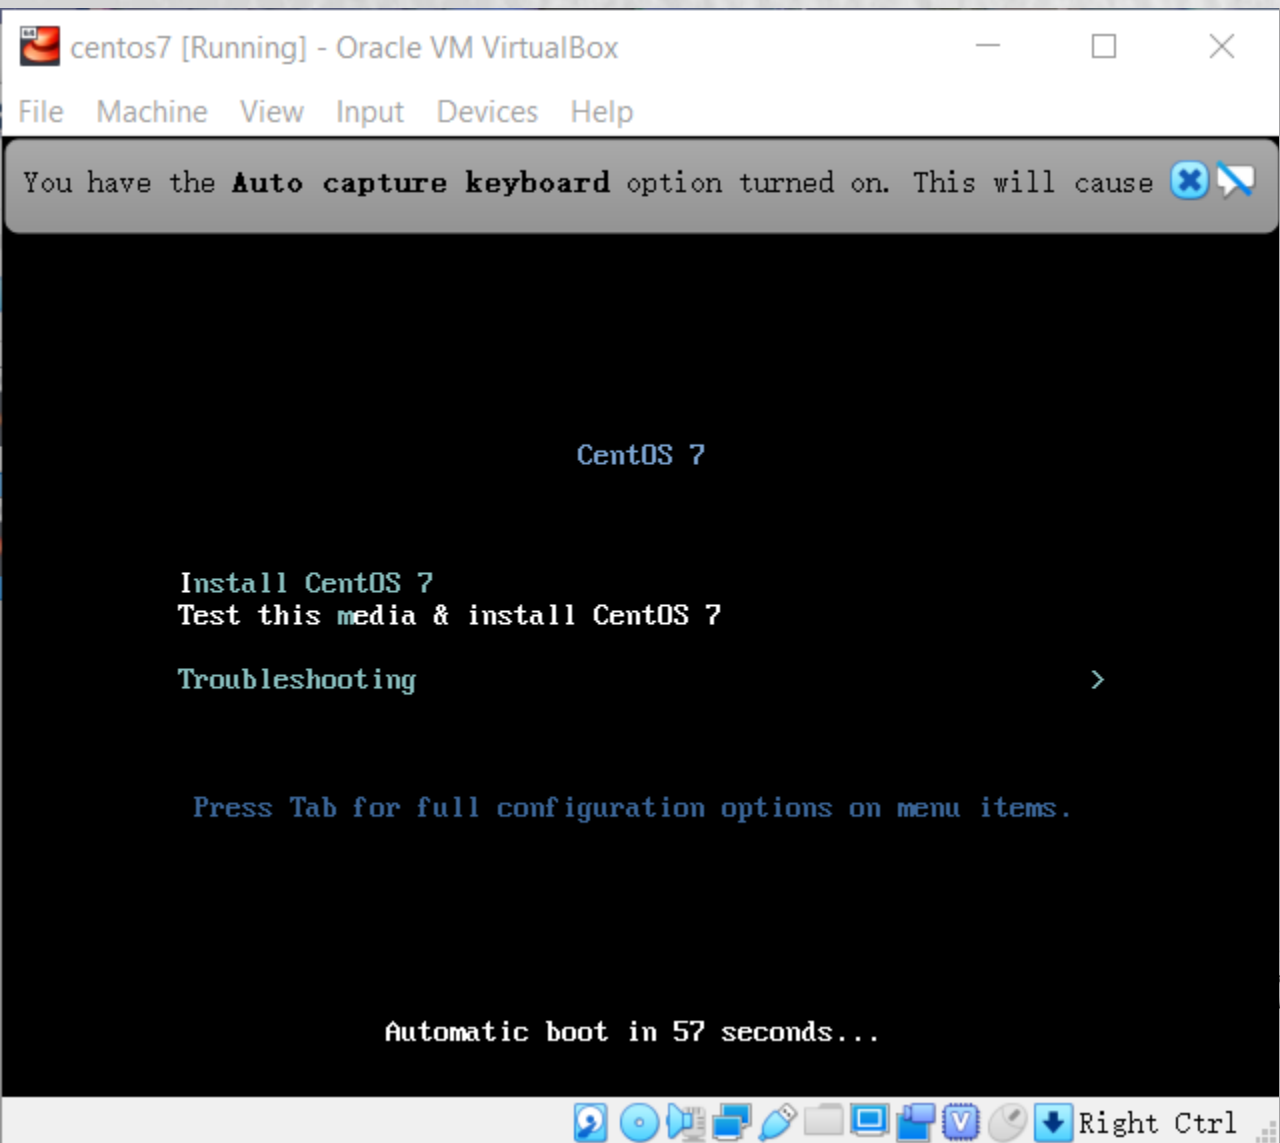 centos7 [Running] - Oracle VM VirtualBox
File Machine View Input Devices Help
You have the Auto capture keyboard option turned on. This will cause
CentOS 7
Install CentOS 7
Test this media & install CentOS 7
Troubleshooting >
Press Tab for full configuration options on menu items.
Automatic boot in 57 seconds...
Right Ctrl